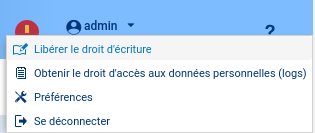 admin
?
Libérer le droit d'écriture
Obtenir le droit d'accès aux données personnelles (logs)
Préférences
Se déconnecter